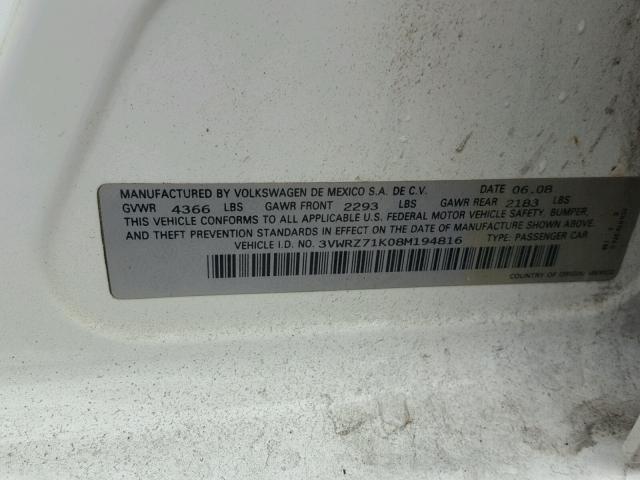 MANUFACTURED BY VOLKSWAGEN DE MEXICO S.A. DE C.V. DATE 06.08
GVWR 4366 LBS GAWR FRONT 2293 LBS GAWR REAR 2183 LBS
THIS VEHICLE CONFORMS TO ALL APPLICABLE U.S. FEDERAL MOTOR VEHICLE SAFETY, BUMPER,
AND THEFT PREVENTION STANDARDS IN EFFECT ON THE DATE OF MANUFACTURE SHOWN ABOVE.
VEHICLE I.D. NO. 3VWRZ71K08M194816 TYPE: PASSENGER CAR
COUNTRY OF ORIGIN: MEXICO